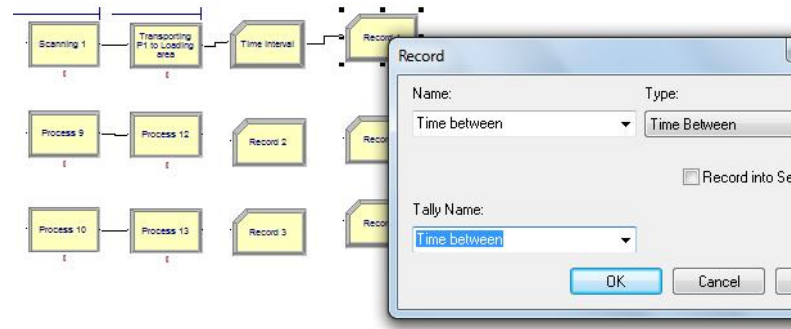 Scanning 1
Transporting
P1 to Loading
area
Time Interval
Process 9
Process 12
Record 2
Process 10
Process 13
Record 3
Record
Name:
Type:
Time between
Time Between
Record into Se
Tally Name:
Time between
OK
Cancel